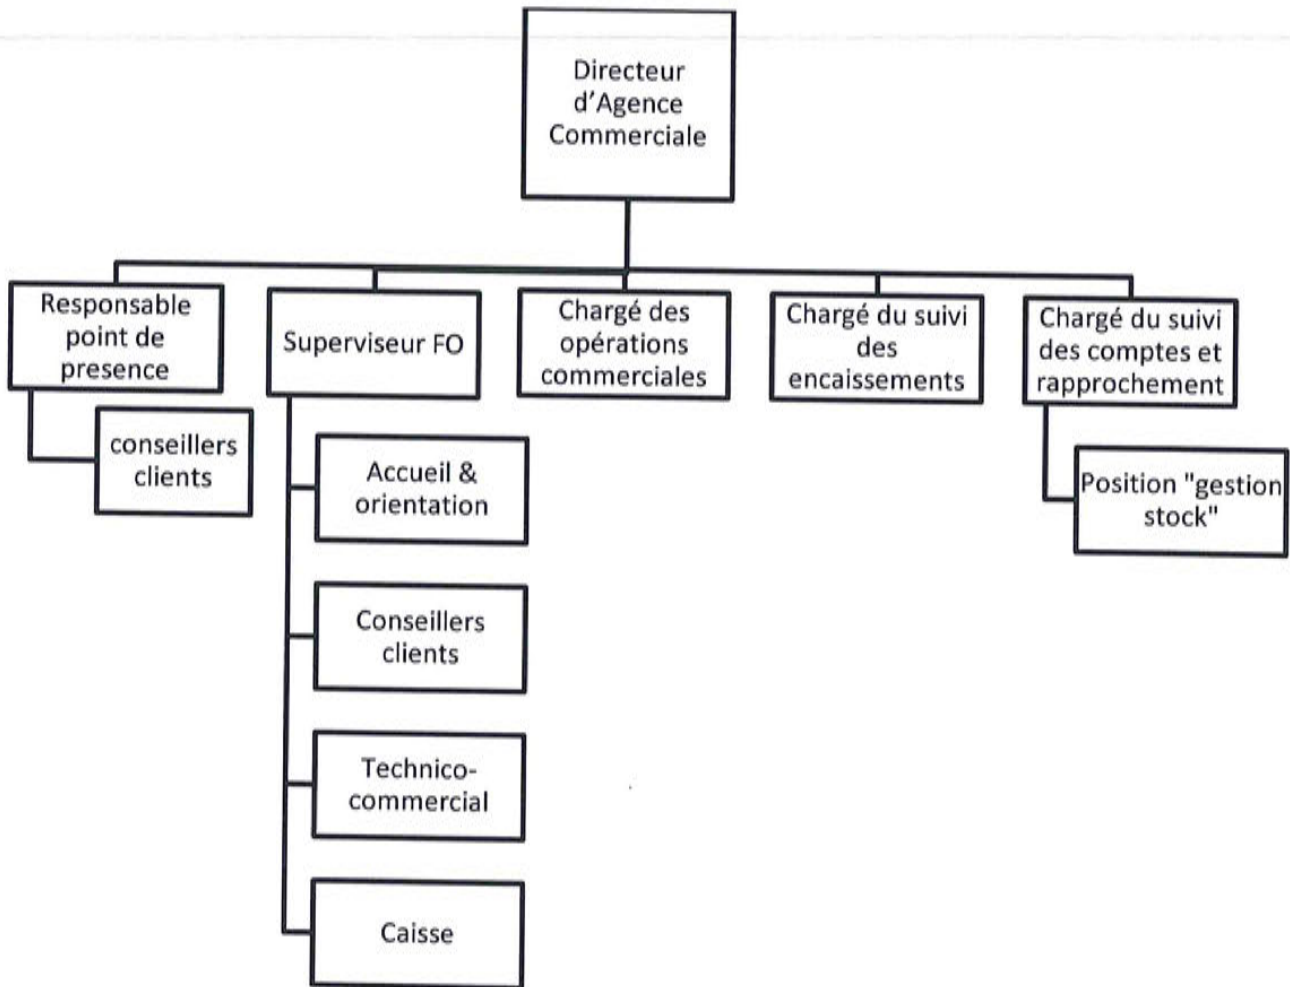 Directeur
d'Agence
Commerciale
Responsable
point de
presence
Superviseur FO
Chargé des
opérations
commerciales
Chargé du suivi
des
encaissements
Chargé du suivi
des comptes et
rapprochement
conseillers
clients
Accueil &
orientation
Conseillers
clients
Technico-
commercial
Caisse
Position "gestion
stock"